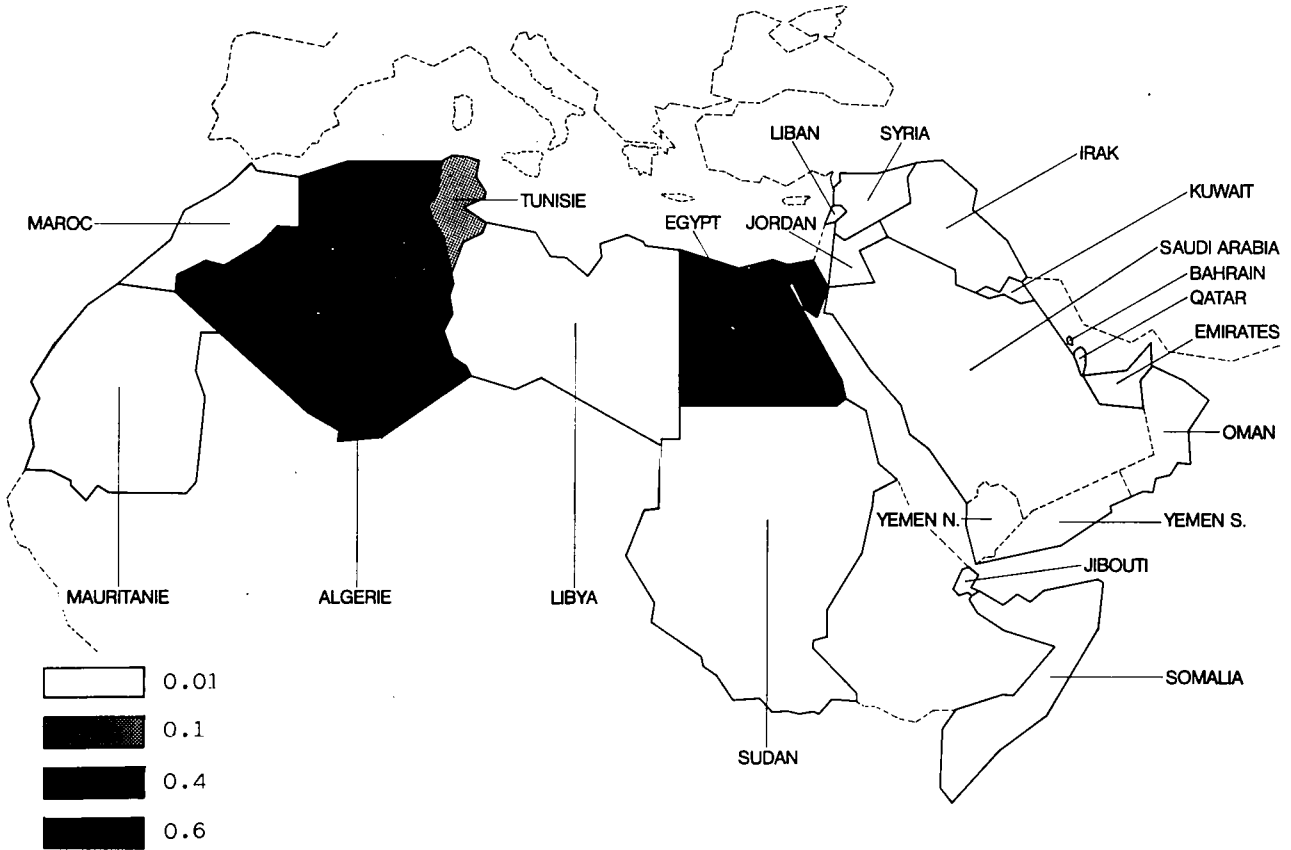 LIBAN
SYRIA
IRAK
KUWAIT
MAROC
TUNISIE
EGYPT
JORDAN
SAUDI ARABIA
BAHRAIN
QATAR
EMIRATES
OMAN
YEMEN N.
YEMEN S.
JIBOUTI
MAURITANIE
ALGERIE
LIBYA
SOMALIA
SUDAN
0.01
0.1
0.4
0.6